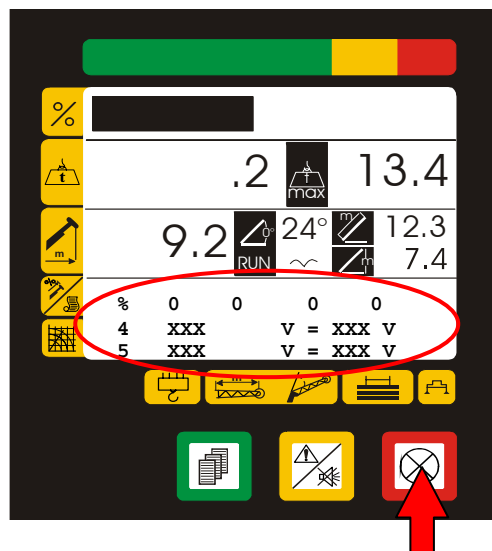 %
t
.2 t max 13.4
m
9.2 0° RUN 24° m 12.3
m 7.4
%
% 0 0 0 0
4 XXX V = XXX V
5 XXX V = XXX V
m